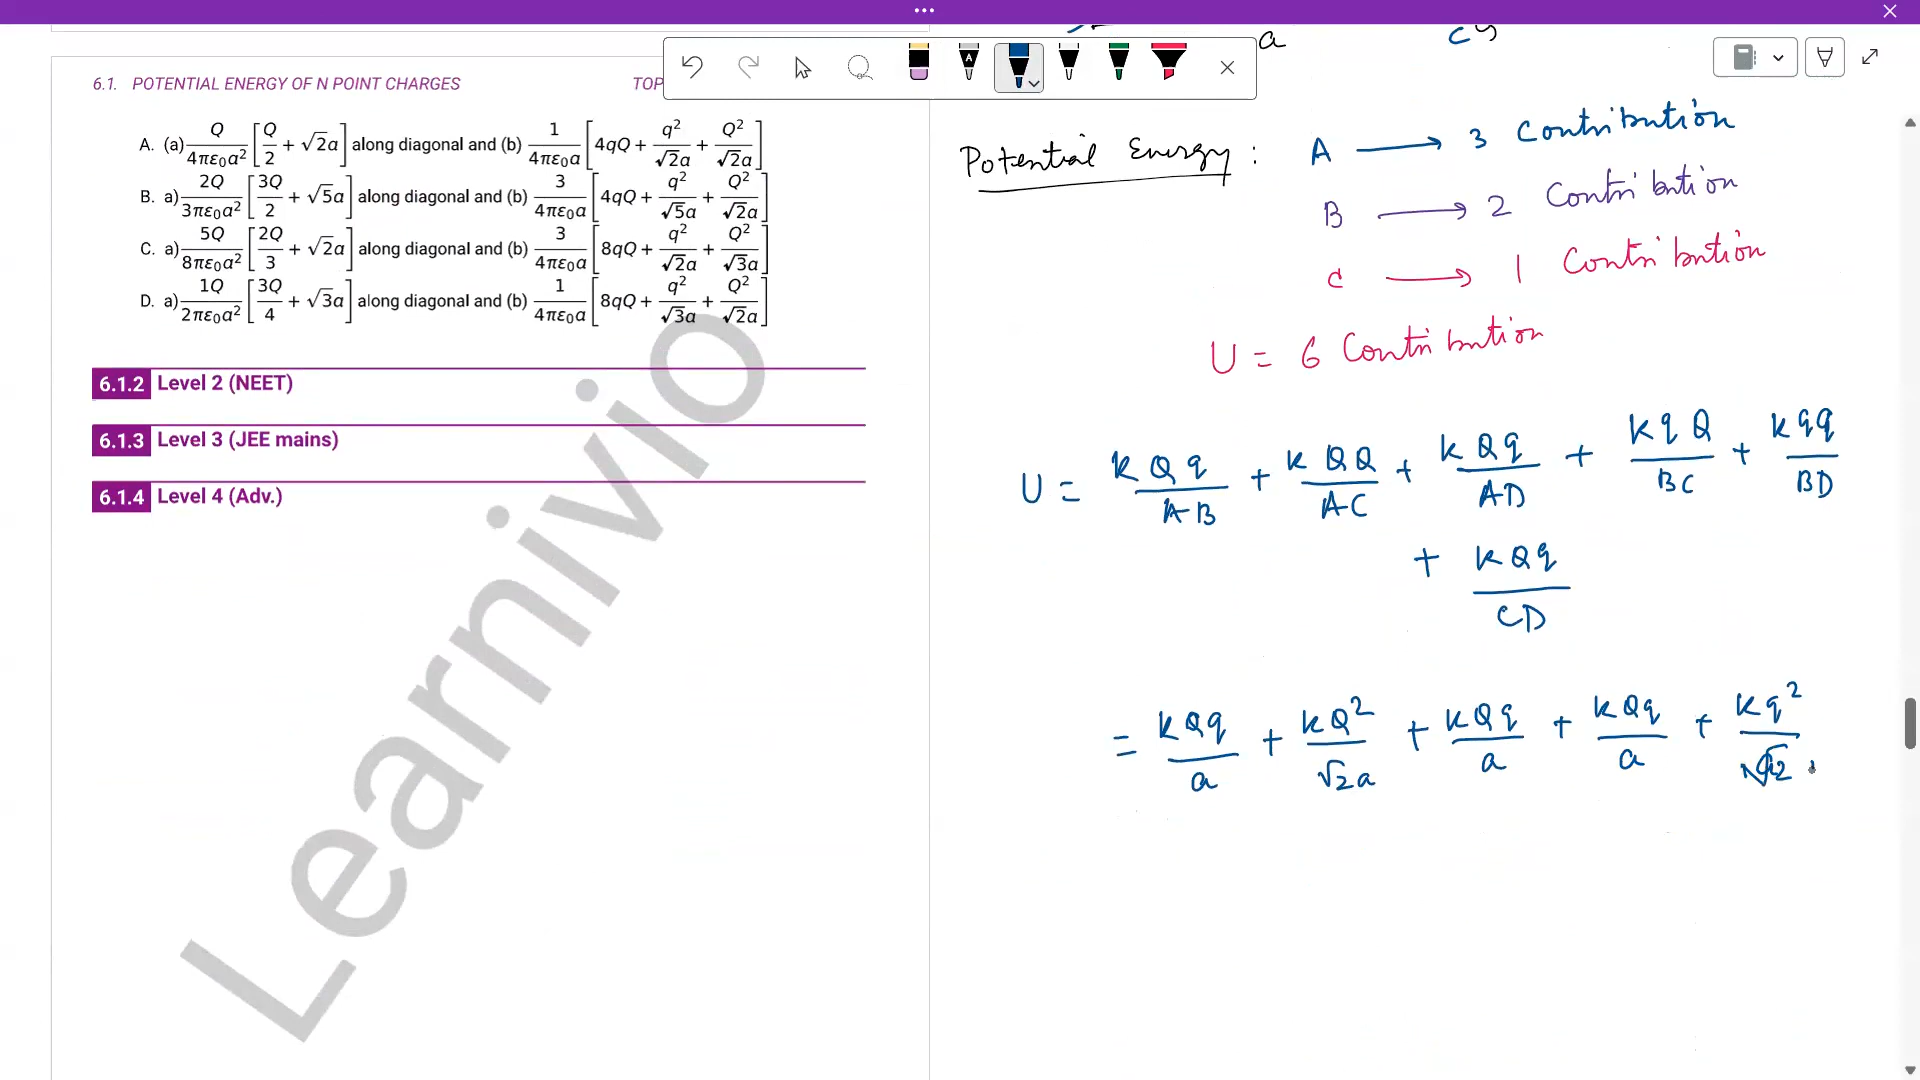 6.1. POTENTIAL ENERGY OF N POINT CHARGES TOP
A. (a) Q/4πε₀a² [Q/2 + √2a] along diagonal and (b) 1/4πε₀a [4qQ + q²/√2a + Q²/√2a]
B. a) 2Q/3πε₀a² [3Q/2 + √5a] along diagonal and (b) 3/4πε₀a [4qQ + q²/√5a + Q²/√2a]
C. a) 5Q/8πε₀a² [2Q/3 + √2a] along diagonal and (b) 3/4πε₀a [8qQ + q²/√2a + Q²/√3a]
D. a) 1Q/2πε₀a² [3Q/4 + √3a] along diagonal and (b) 1/4πε₀a [8qQ + q²/√3a + Q²/√2a]
6.1.2 Level 2 (NEET)
6.1.3 Level 3 (JEE mains)
6.1.4 Level 4 (Adv.)
Learnivio
a
Potential Energy :
A ⟶ 3 Contribution
B ⟶ 2 Contribution
C ⟶ 1 Contribution
U = 6 Contribution
U = kQq/AB + kQQ/AC + kQq/AD + kqQ/BC + kqq/BD
+ kQq/CD
= kQq/a + kQ²/√2a + kQq/a + kQq/a + kq²/